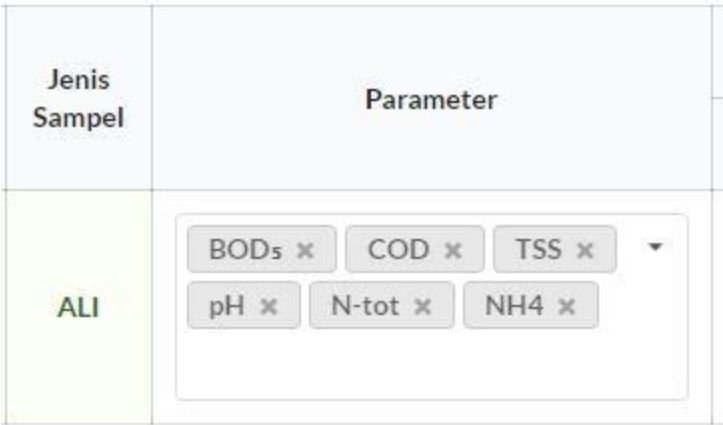 Jenis
Sampel
Parameter
ALI
BOD₅ × COD × TSS ×
pH × N-tot × NH4 ×